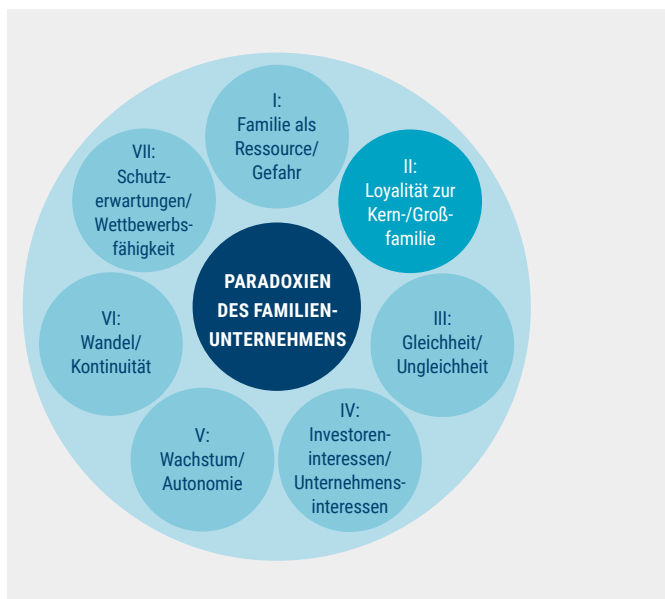 I:
Familie als
Ressource/
Gefahr
II:
Loyalität zur
Kern-/Groß-
familie
III:
Gleichheit/
Ungleichheit
IV:
Investoren-
interessen/
Unternehmens-
interessen
V:
Wachstum/
Autonomie
VI:
Wandel/
Kontinuität
VII:
Schutz-
erwartungen/
Wettbewerbs-
fähigkeit
PARADOXIEN
DES FAMILIEN-
UNTERNEHMENS